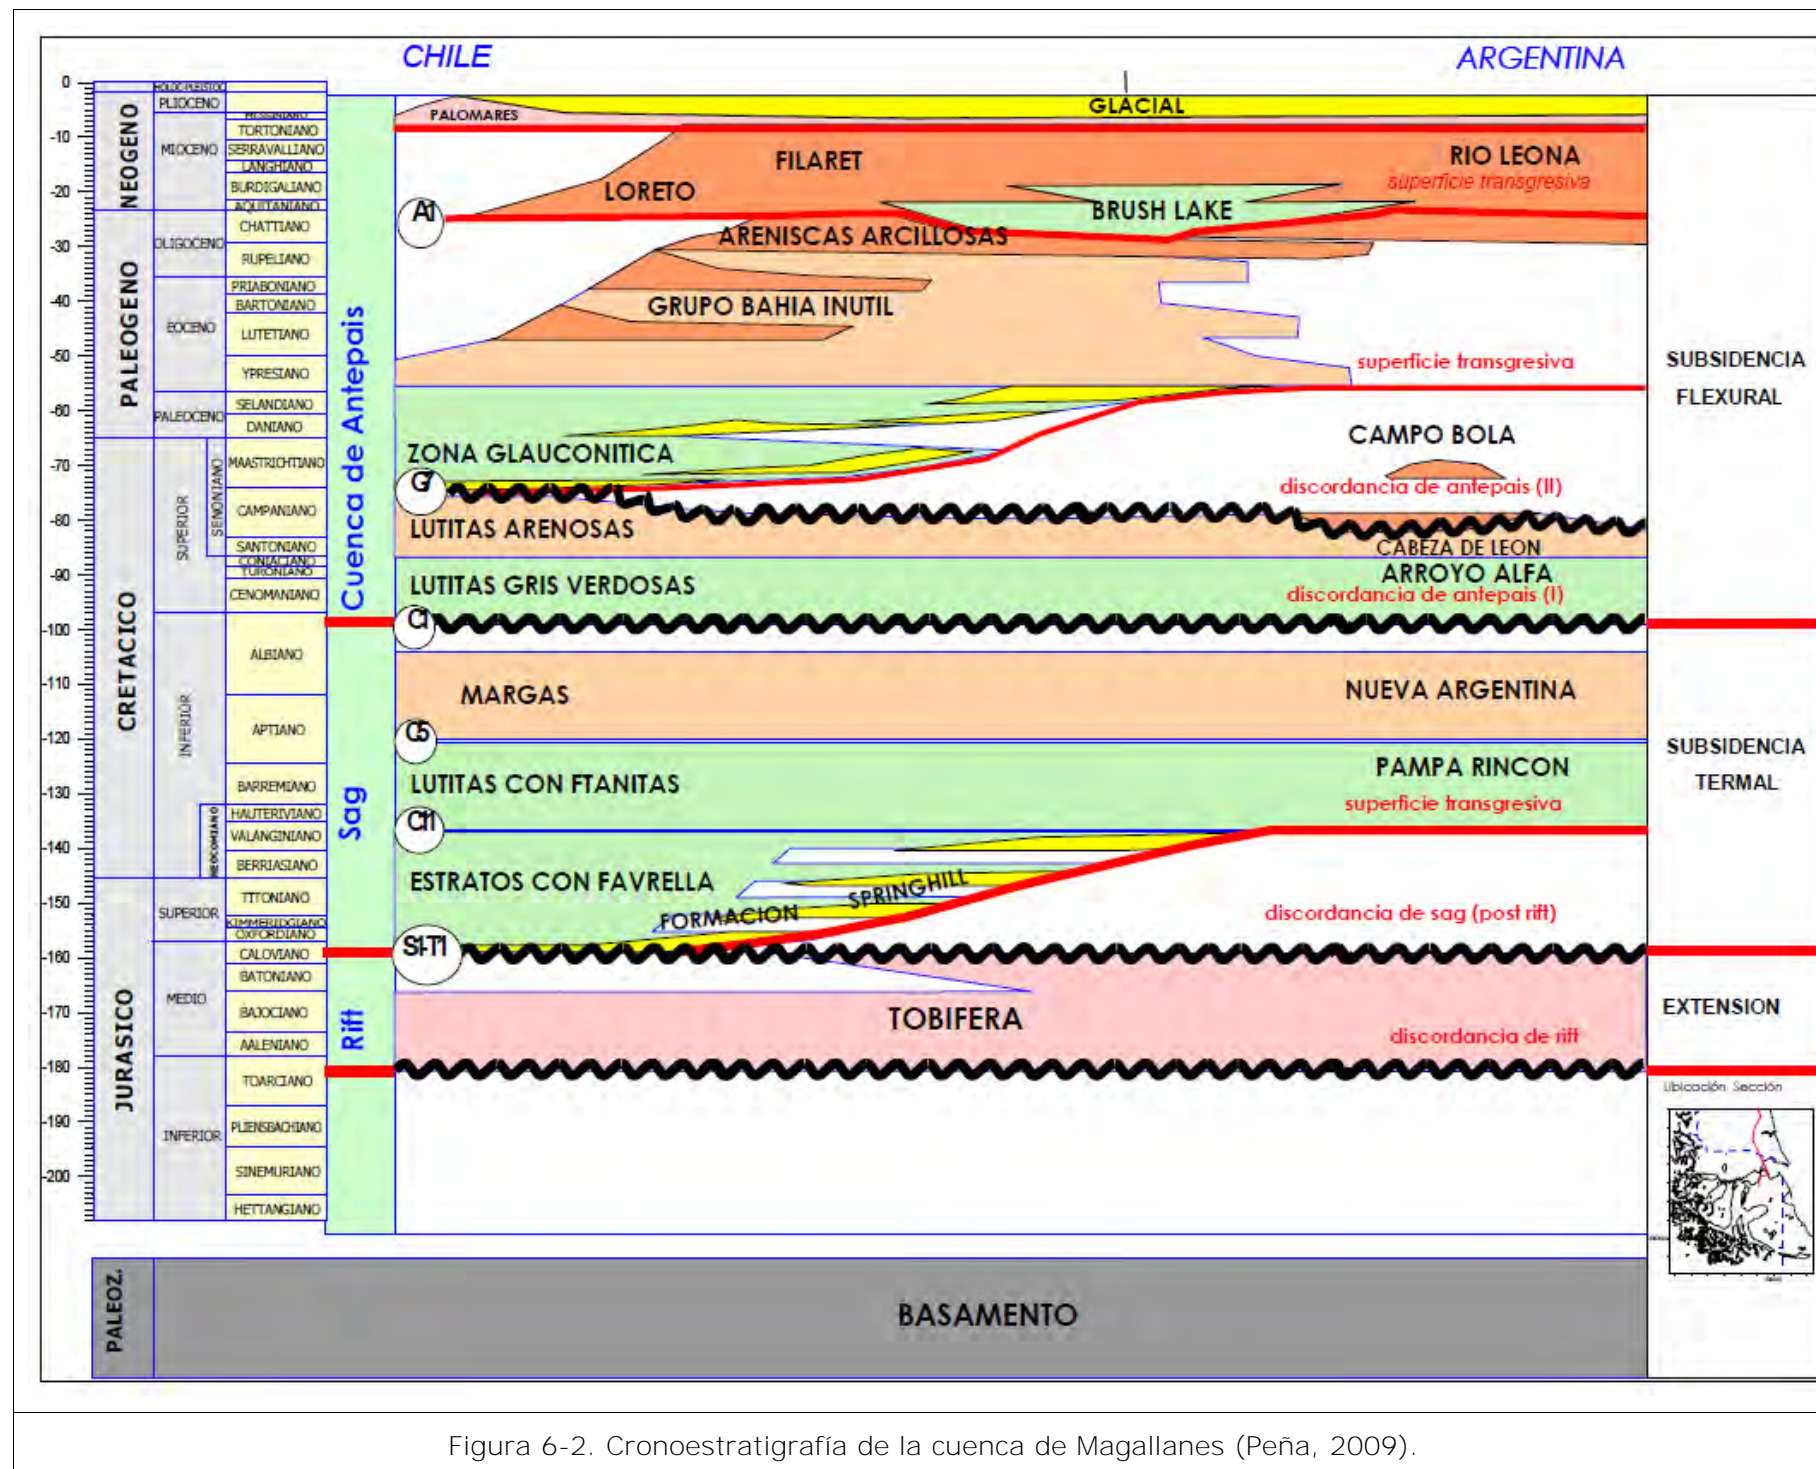 CHILE
ARGENTINA
0
-10
-20
-30
-40
-50
-60
-70
-80
-90
-100
-110
-120
-130
-140
-150
-160
-170
-180
-190
-200
NEOGENO
PALEOGENO
CRETACICO
JURASICO
PALEOZ.
HOLOC-PLEISTOC
PLIOCENO
MIOCENO
OLIGOCENO
EOCENO
PALEOCENO
SUPERIOR
SENONIANO
INFERIOR
NEOCOMIANO
SUPERIOR
MEDIO
INFERIOR
MESSINIANO
TORTONIANO
SERRAVALLIANO
LANGHIANO
BURDIGALIANO
AQUITANIANO
CHATTIANO
RUPELIANO
PRIABONIANO
BARTONIANO
LUTETIANO
YPRESIANO
SELANDIANO
DANIANO
MAASTRICHTIANO
CAMPANIANO
SANTONIANO
CONIACIANO
TURONIANO
CENOMANIANO
ALBIANO
APTIANO
BARREMIANO
HAUTERIVIANO
VALANGINIANO
BERRIASIANO
TITONIANO
KIMMERIDGIANO
OXFORDIANO
CALOVIANO
BATONIANO
BAJOCIANO
AALENIANO
TOARCIANO
PLIENSBACHIANO
SINEMURIANO
HETTANGIANO
Cuenca de Antepais
Sag
Rift
GLACIAL
PALOMARES
FILARET
RIO LEONA
superficie transgresiva
LORETO
A1
BRUSH LAKE
ARENISCAS ARCILLOSAS
GRUPO BAHIA INUTIL
superficie transgresiva
SUBSIDENCIA
FLEXURAL
CAMPO BOLA
ZONA GLAUCONITICA
G7
discordancia de antepais (II)
LUTITAS ARENOSAS
CABEZA DE LEON
LUTITAS GRIS VERDOSAS
ARROYO ALFA
discordancia de antepais (I)
C1
MARGAS
NUEVA ARGENTINA
C5
SUBSIDENCIA
TERMAL
LUTITAS CON FTANITAS
PAMPA RINCON
superficie transgresiva
C11
ESTRATOS CON FAVRELLA
FORMACION SPRINGHILL
discordancia de sag (post rift)
S1-T1
TOBIFERA
EXTENSION
discordancia de rift
Ubicación Sección
BASAMENTO
Figura 6-2. Cronoestratigrafía de la cuenca de Magallanes (Peña, 2009).